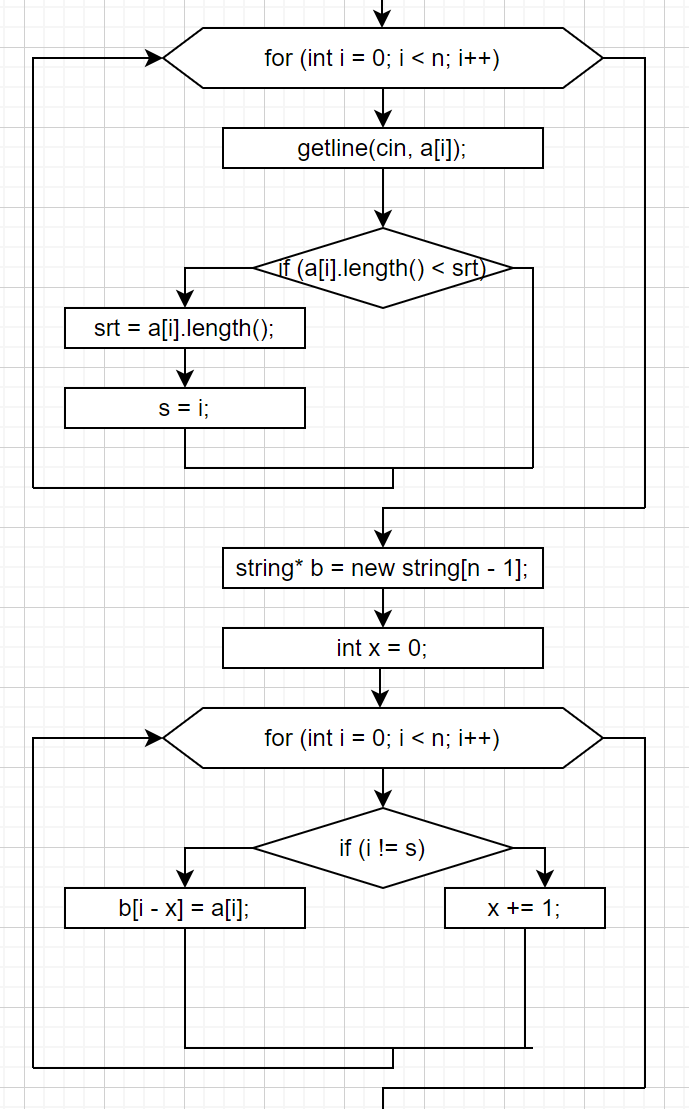 for (int i = 0; i < n; i++)
getline(cin, a[i]);
if (a[i].length() < srt)
srt = a[i].length();
s = i;
string* b = new string[n - 1];
int x = 0;
for (int i = 0; i < n; i++)
if (i != s)
b[i - x] = a[i];
x += 1;